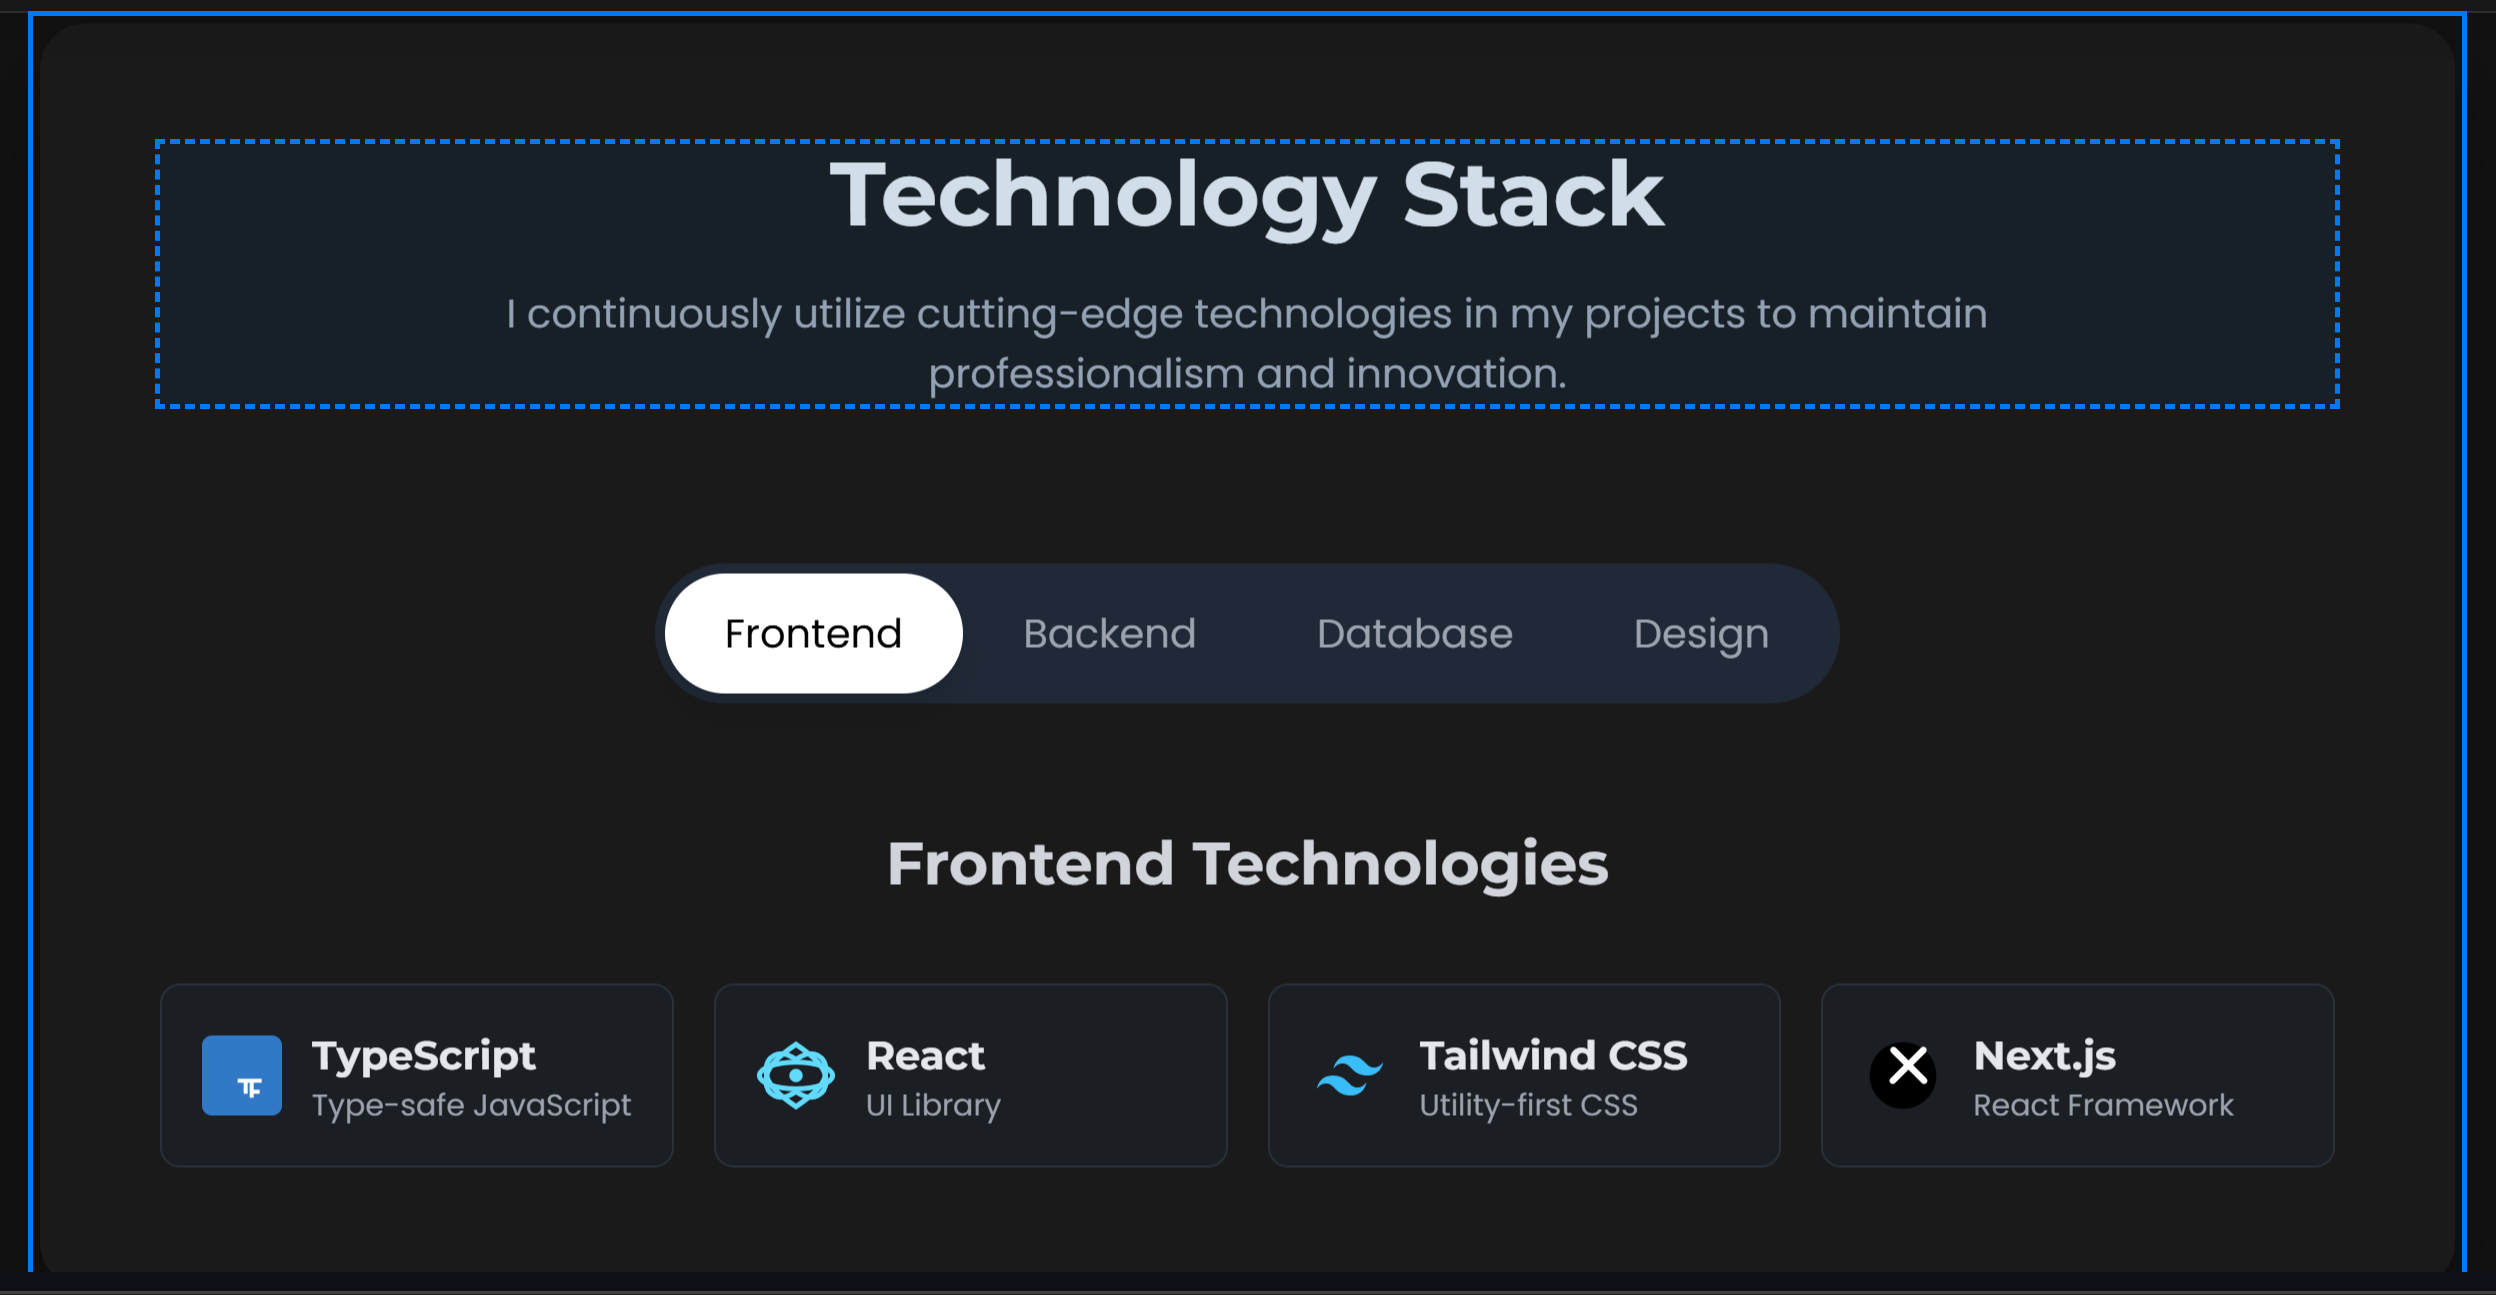 Technology Stack
I continuously utilize cutting-edge technologies in my projects to maintain
professionalism and innovation.
Frontend Backend Database Design
Frontend Technologies
TypeScript
Type-safe JavaScript
React
UI Library
Tailwind CSS
Utility-first CSS
Next.js
React Framework